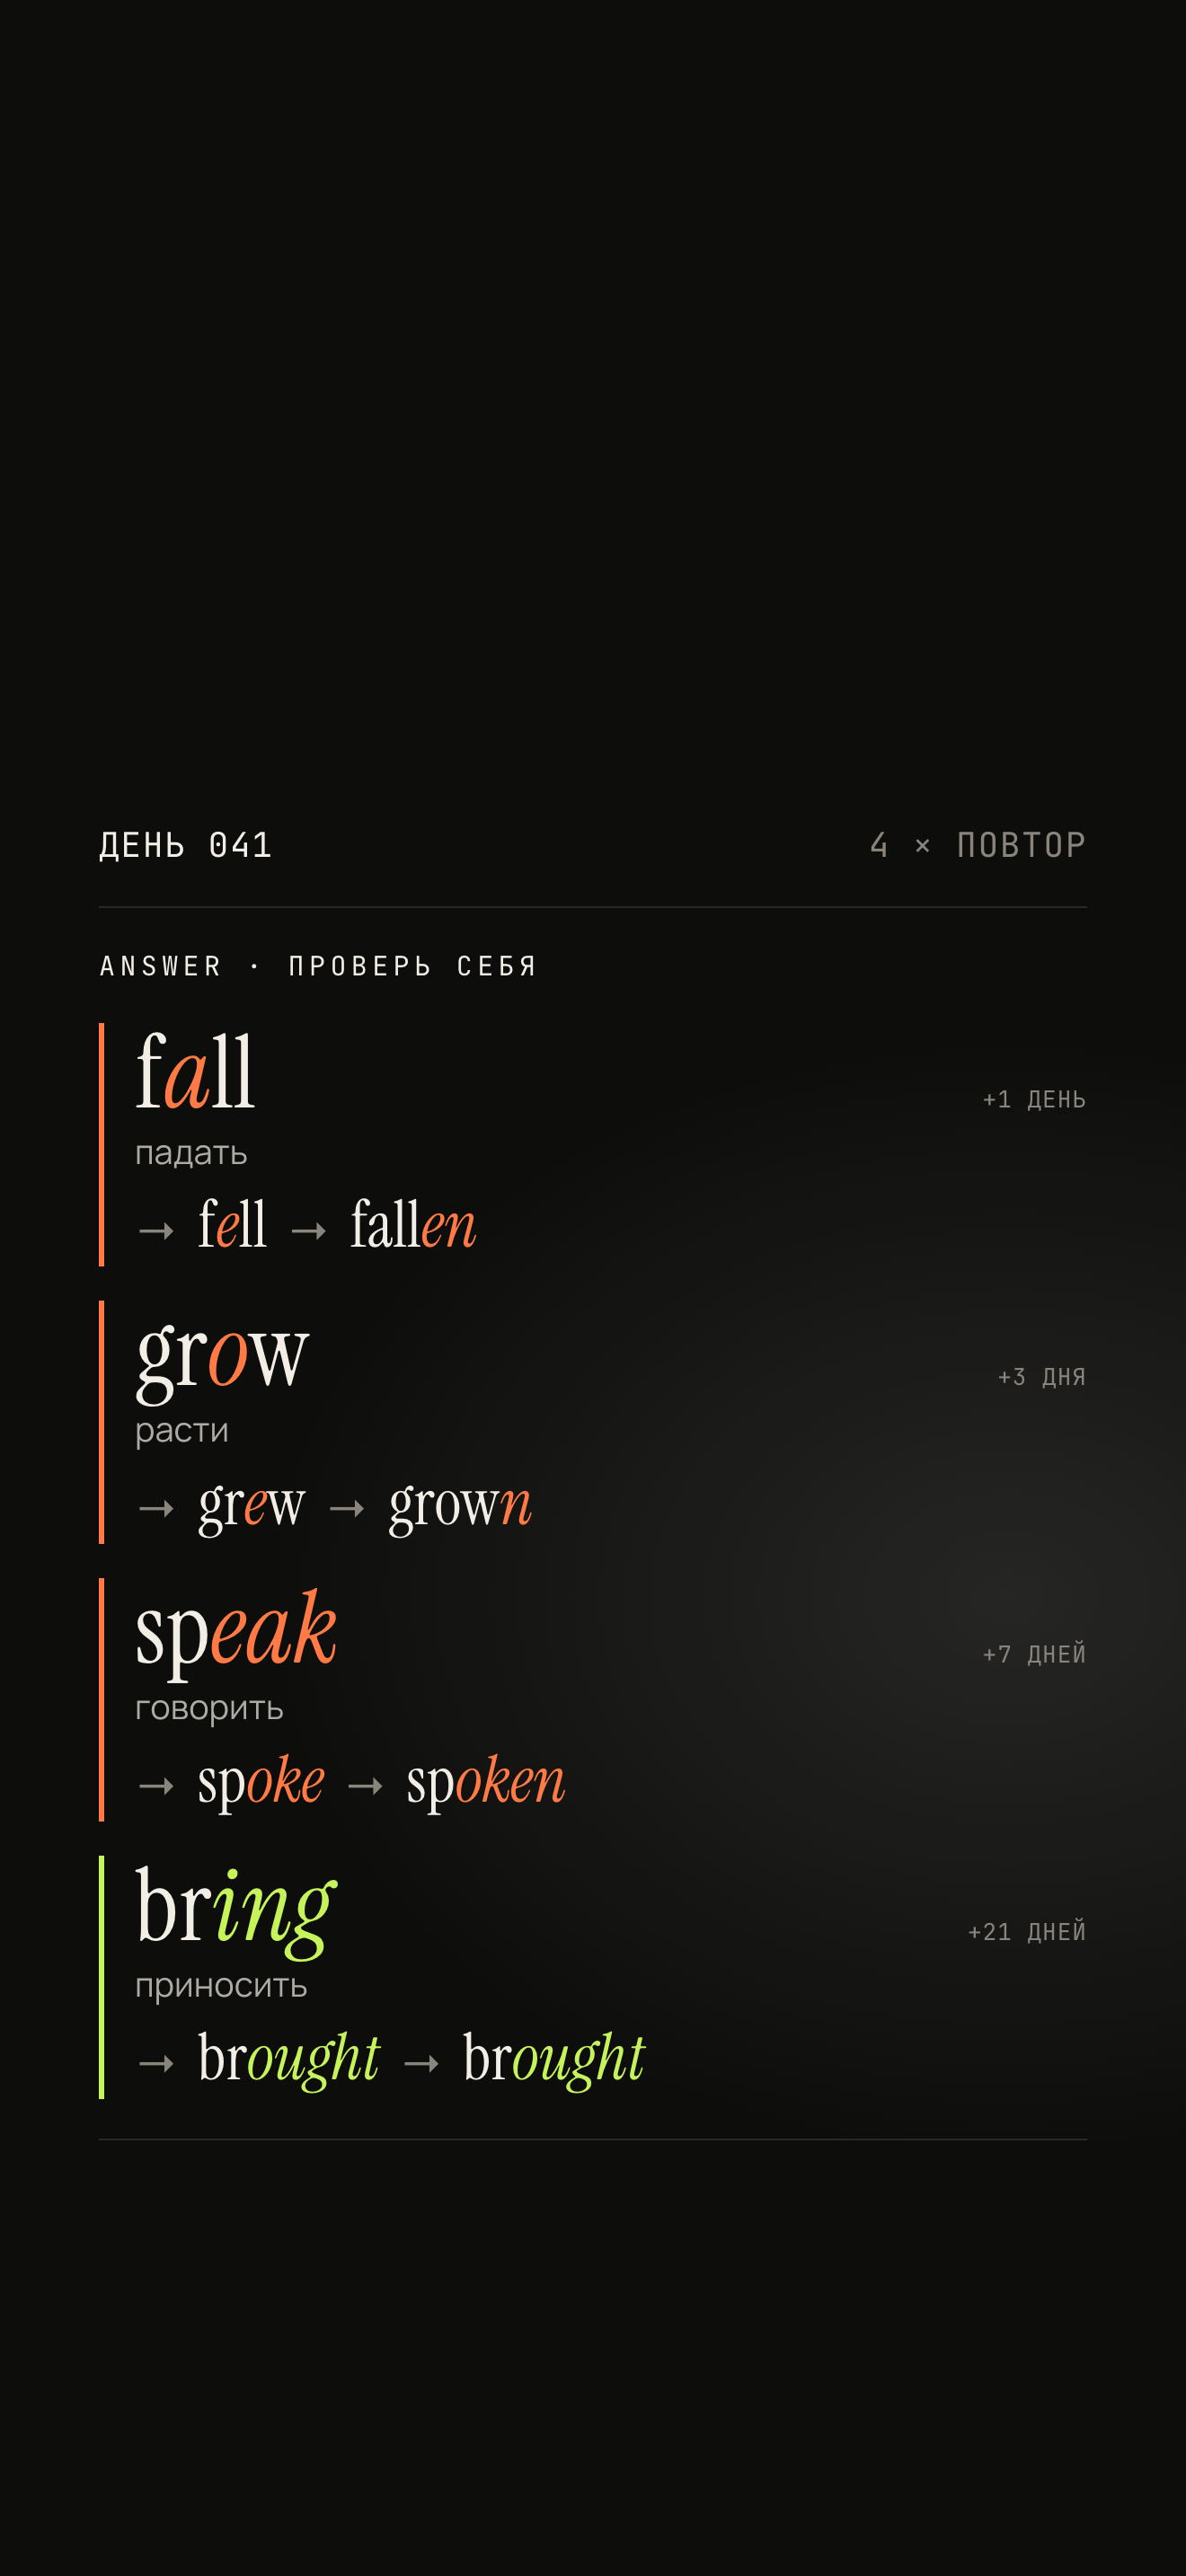 ДЕНЬ 041
4 × ПОВТОР
ANSWER · ПРОВЕРЬ СЕБЯ
fall
+1 ДЕНЬ
падать
→ fell → fallen
grow
+3 ДНЯ
расти
→ grew → grown
speak
+7 ДНЕЙ
говорить
→ spoke → spoken
bring
+21 ДНЕЙ
приносить
→ brought → brought